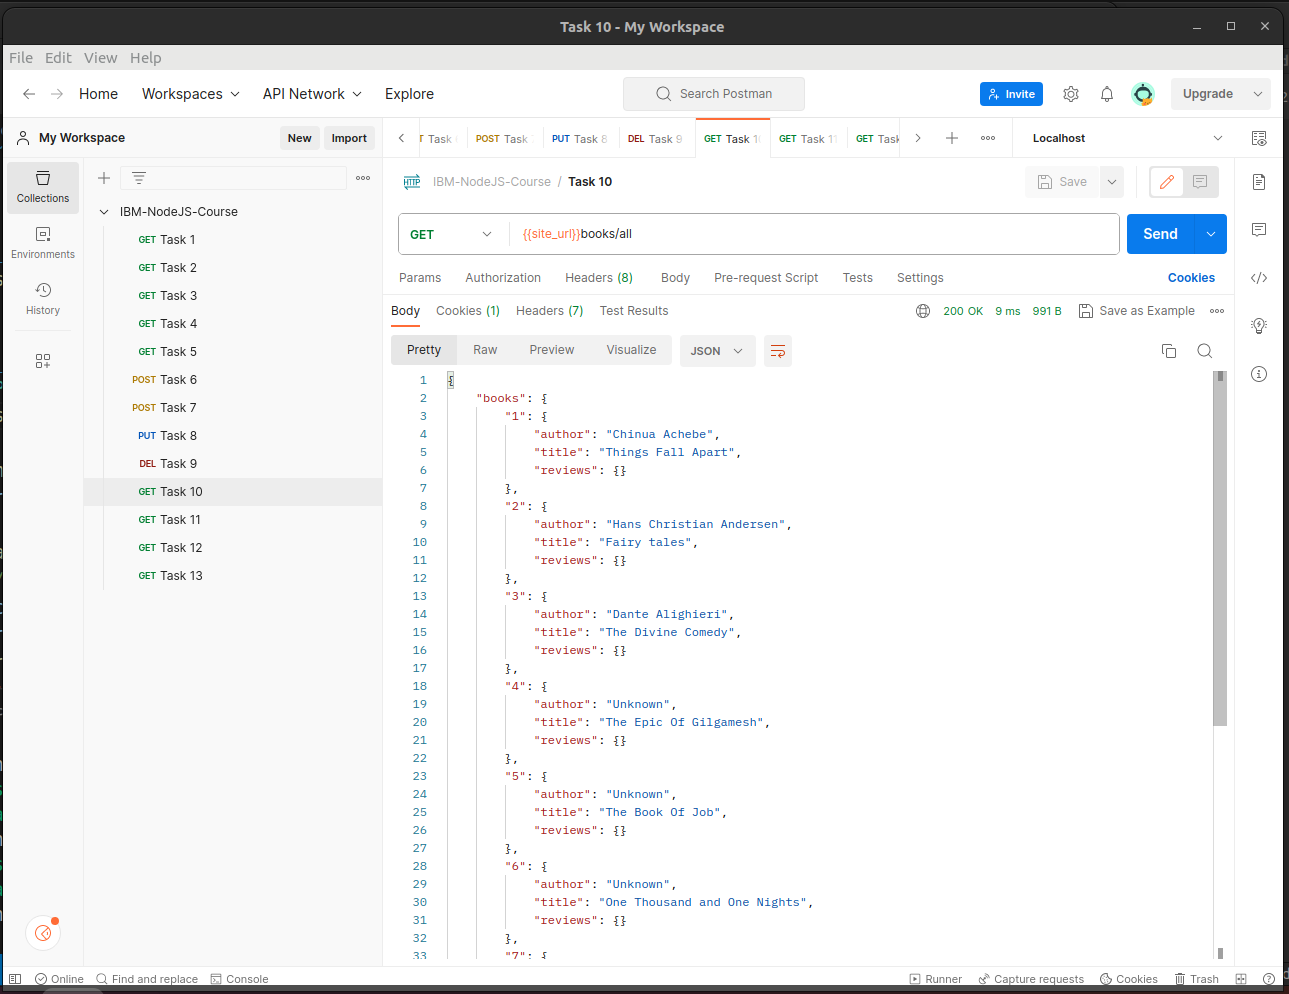 Task 10 - My Workspace
File Edit View Help
Home Workspaces API Network Explore Search Postman Invite Upgrade
My Workspace New Import
Task POST Task PUT Task 8 DEL Task 9 GET Task 1 GET Task 11 GET Task Localhost
Collections
Environments
History
IBM-NodeJS-Course
GET Task 1
GET Task 2
GET Task 3
GET Task 4
GET Task 5
POST Task 6
POST Task 7
PUT Task 8
DEL Task 9
GET Task 10
GET Task 11
GET Task 12
GET Task 13
HTTP IBM-NodeJS-Course / Task 10 Save
GET {{site_url}}books/all Send
Params Authorization Headers (8) Body Pre-request Script Tests Settings Cookies
Body Cookies (1) Headers (7) Test Results 200 OK 9 ms 991 B Save as Example
Pretty Raw Preview Visualize JSON
1 {
2 "books": {
3 "1": {
4 "author": "Chinua Achebe",
5 "title": "Things Fall Apart",
6 "reviews": {}
7 },
8 "2": {
9 "author": "Hans Christian Andersen",
10 "title": "Fairy tales",
11 "reviews": {}
12 },
13 "3": {
14 "author": "Dante Alighieri",
15 "title": "The Divine Comedy",
16 "reviews": {}
17 },
18 "4": {
19 "author": "Unknown",
20 "title": "The Epic Of Gilgamesh",
21 "reviews": {}
22 },
23 "5": {
24 "author": "Unknown",
25 "title": "The Book Of Job",
26 "reviews": {}
27 },
28 "6": {
29 "author": "Unknown",
30 "title": "One Thousand and One Nights",
31 "reviews": {}
32 },
33 "7": {
Online Find and replace Console Runner Capture requests Cookies Trash